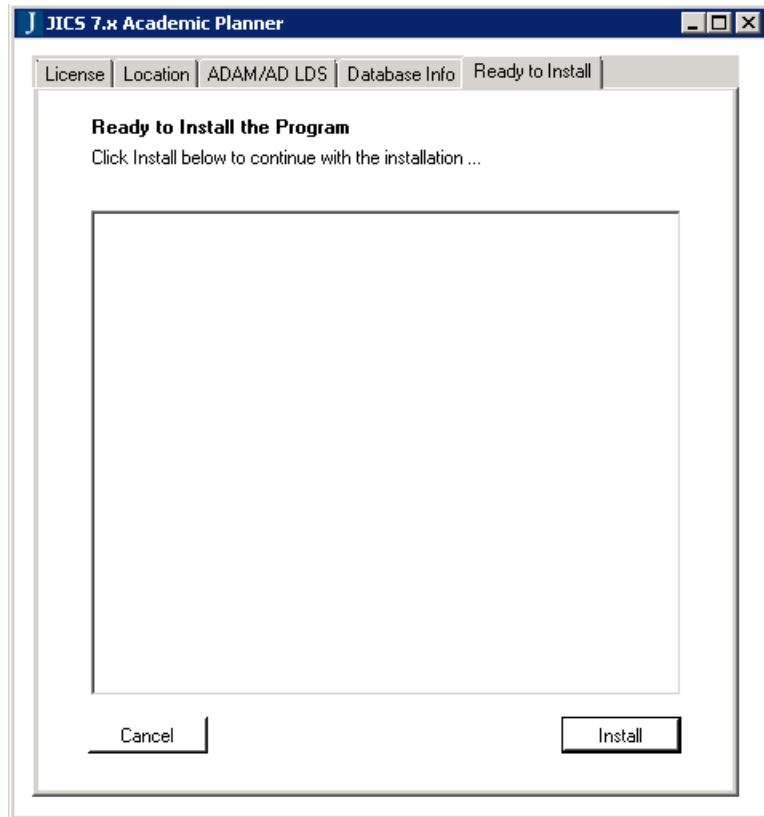 J JICS 7.x Academic Planner
License Location ADAM/AD LDS Database Info Ready to Install
Ready to Install the Program
Click Install below to continue with the installation ...
Cancel Install